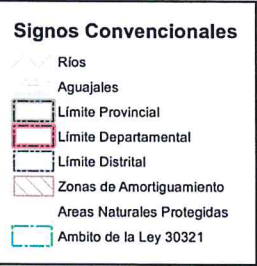 Signos Convencionales
Ríos
Aguajales
Límite Provincial
Límite Departamental
Límite Distrital
Zonas de Amortiguamiento
Areas Naturales Protegidas
Ambito de la Ley 30321